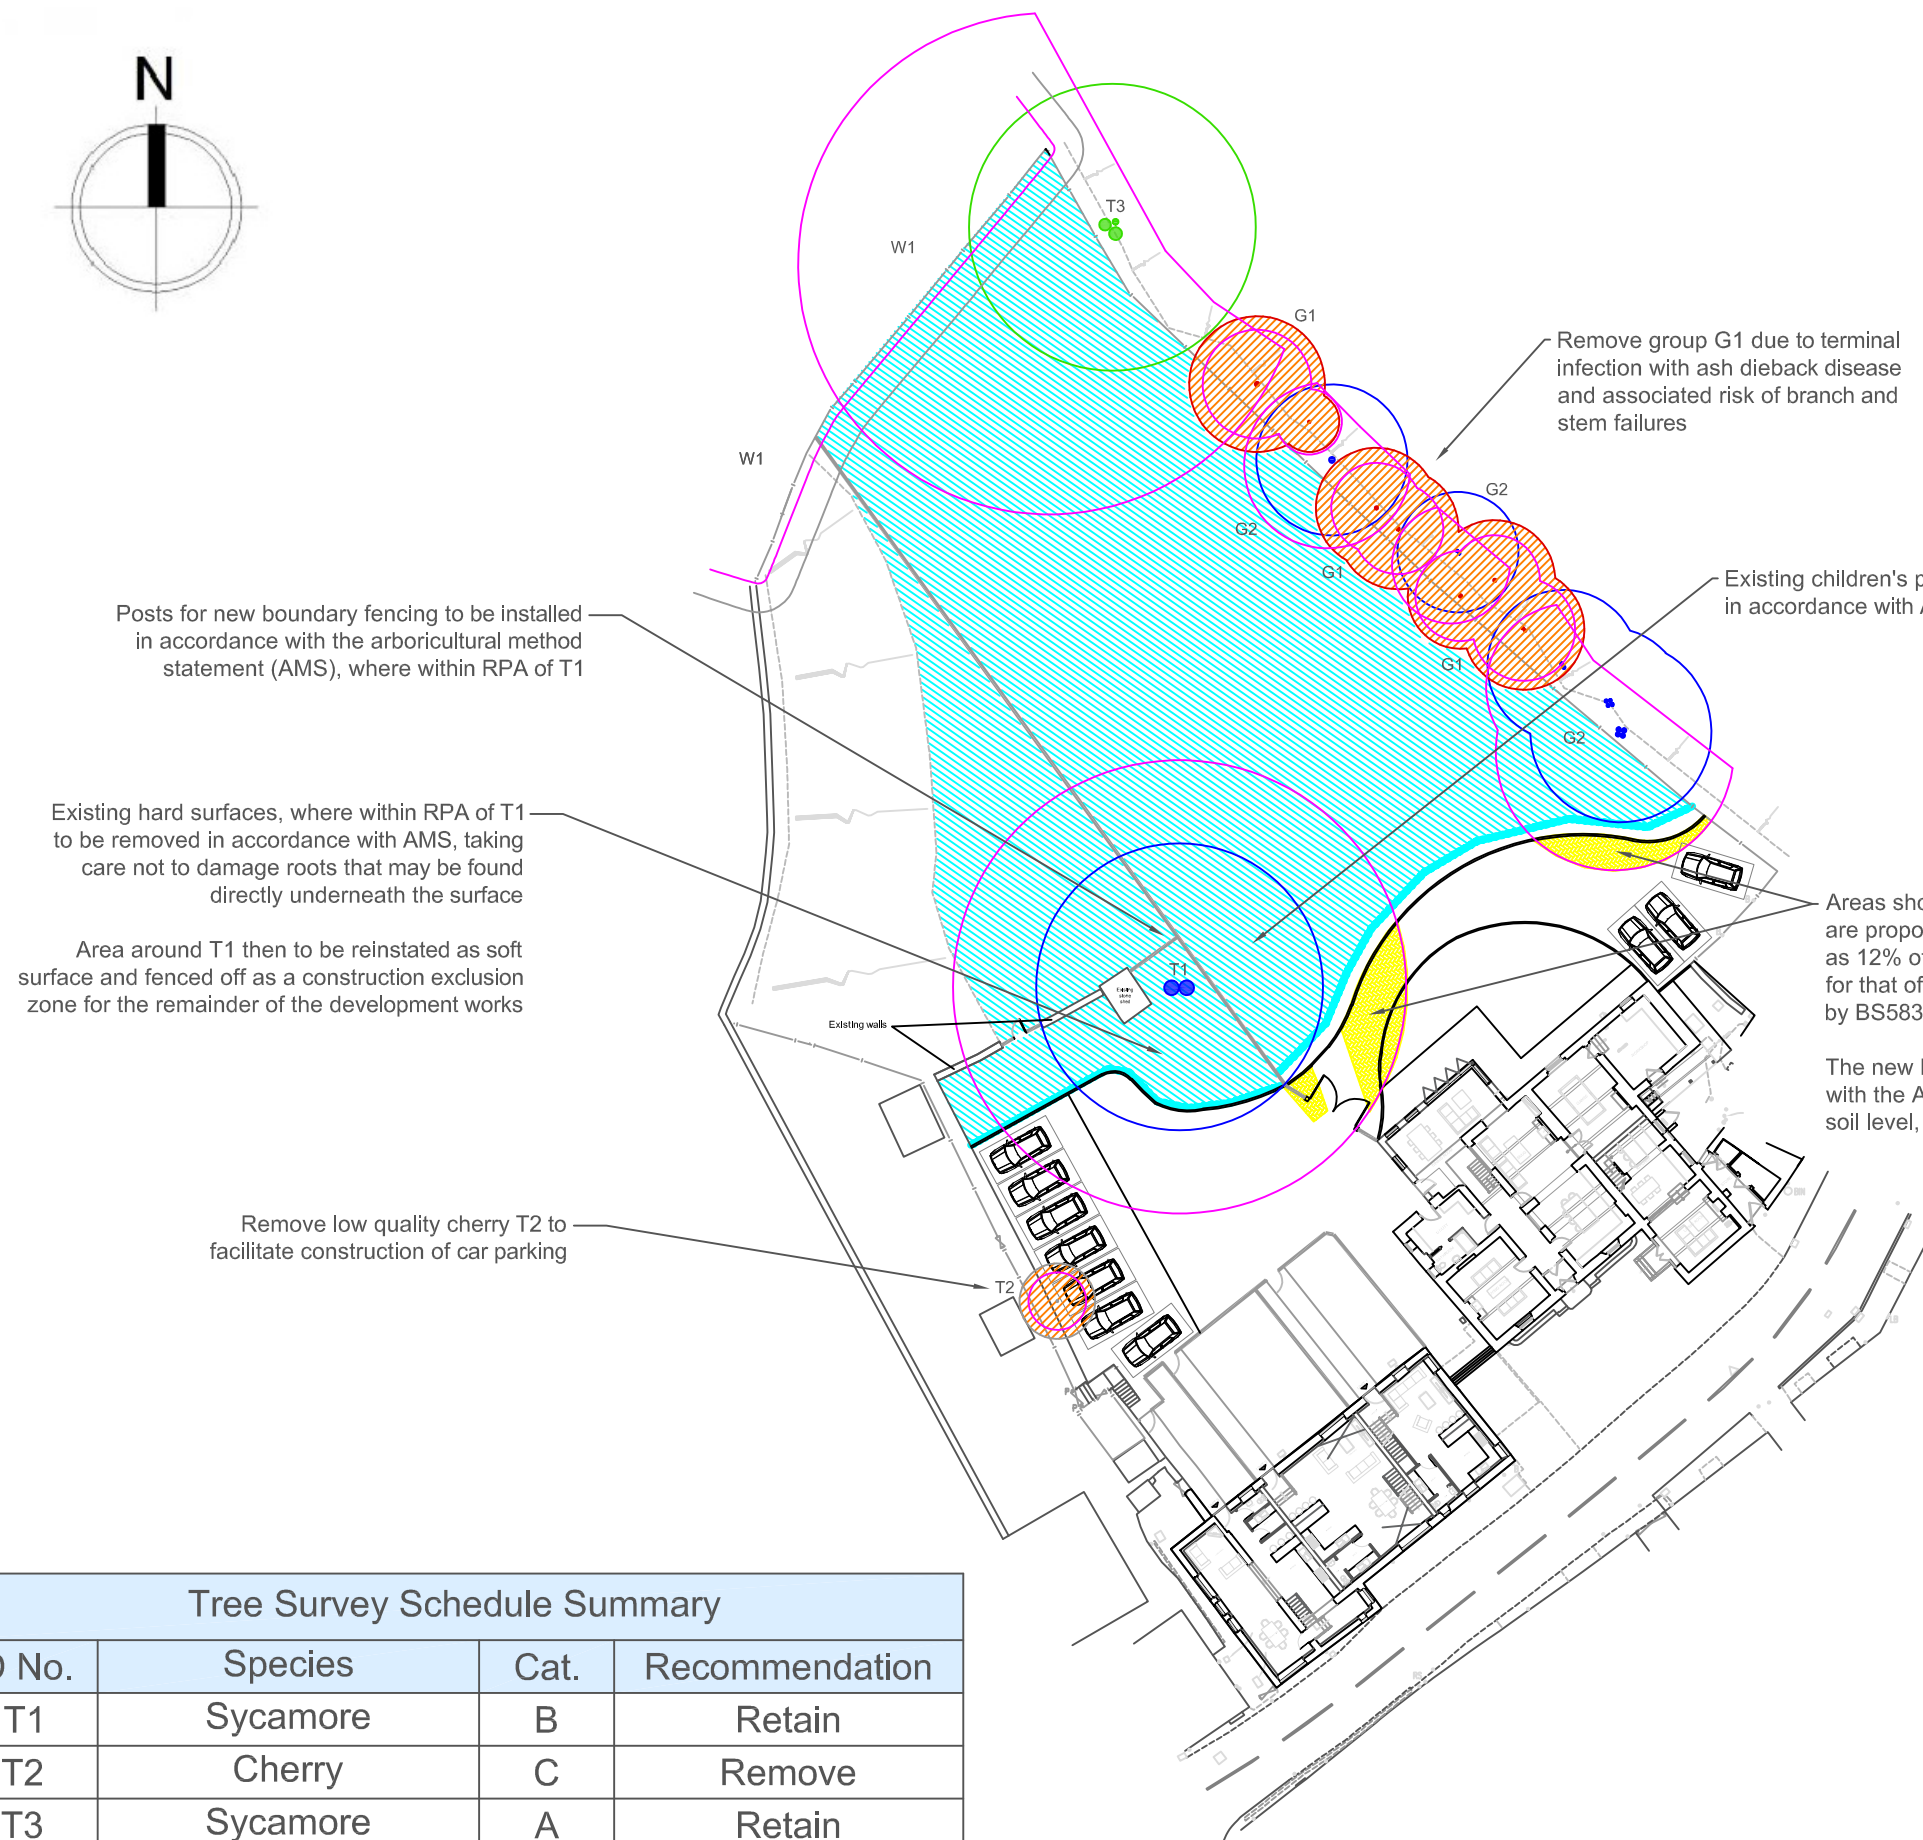 N
T3
W1
G1
Remove group G1 due to terminal
infection with ash dieback disease
and associated risk of branch and
stem failures
W1
G2
G2
G1
Existing children's p
in accordance with A
Posts for new boundary fencing to be installed
in accordance with the arboricultural method
statement (AMS), where within RPA of T1
G1
G2
Existing hard surfaces, where within RPA of T1
to be removed in accordance with AMS, taking
care not to damage roots that may be found
directly underneath the surface
Area around T1 then to be reinstated as soft
surface and fenced off as a construction exclusion
zone for the remainder of the development works
Areas sho
are propo
as 12% of
for that of
by BS583
The new
with the A
soil level,
T1
Existing
stone
shed
Existing walls
Remove low quality cherry T2 to
facilitate construction of car parking
T2
Tree Survey Schedule Summary
No. Species Cat. Recommendation
T1 Sycamore B Retain
T2 Cherry C Remove
T3 Sycamore A Retain